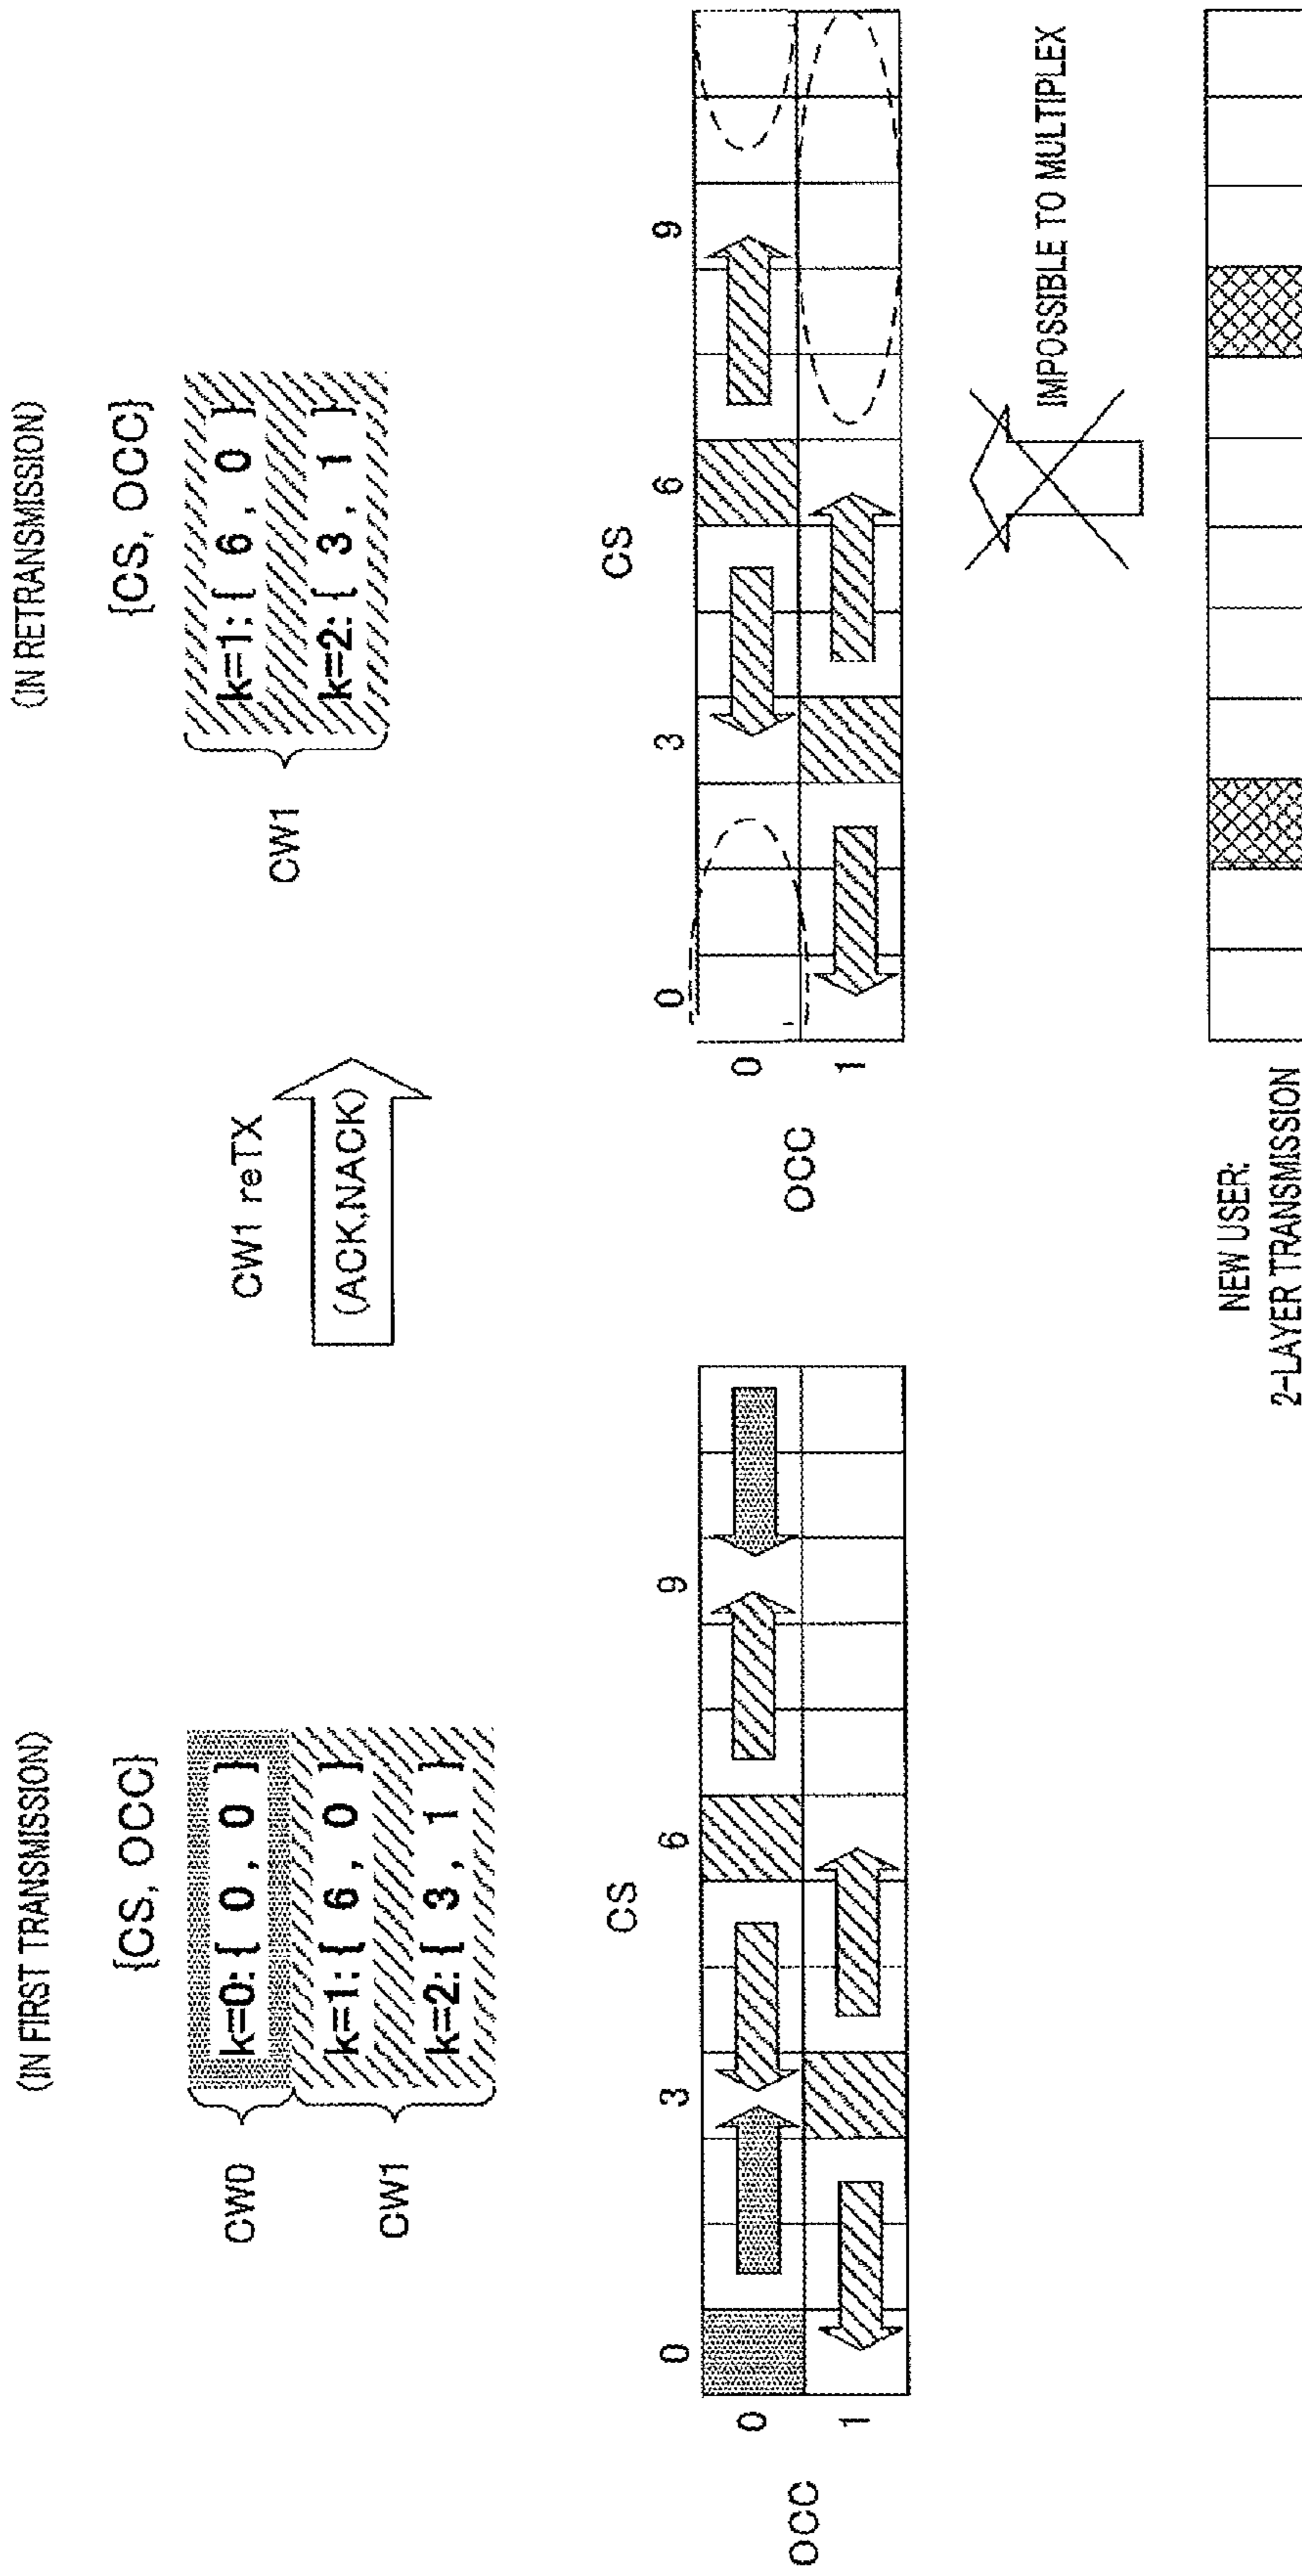 (IN FIRST TRANSMISSION)
{CS, OCC}
CW0
k=0: { 0 , 0 }
k=1: { 6 , 0 }
CW1
k=2: { 3 , 1 }
CS
0 3 6 9
0
OCC
1
CW1 reTX
(ACK,NACK)
(IN RETRANSMISSION)
{CS, OCC}
k=1: { 6 , 0 }
CW1
k=2: { 3 , 1 }
CS
0 3 6 9
0
OCC
1
IMPOSSIBLE TO MULTIPLEX
NEW USER:
2-LAYER TRANSMISSION